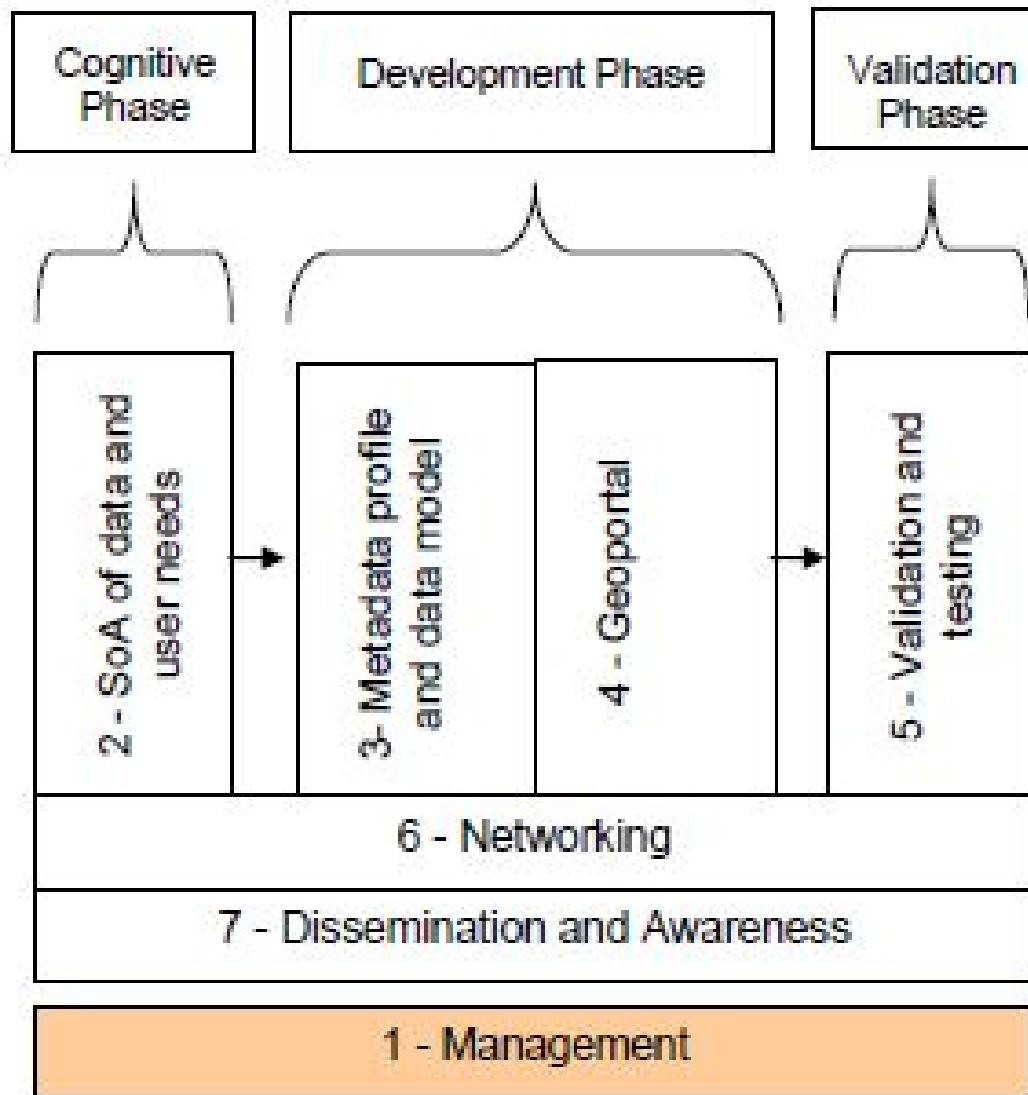 Cognitive
Phase
Development Phase
Validation
Phase
2 - SoA of data and
user needs
3- Metadata profile
and data model
4 - Geoportal
5 - Validation and
testing
6 - Networking
7 - Dissemination and Awareness
1 - Management